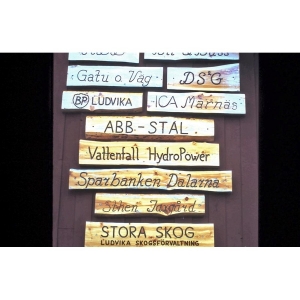 Gatu o Väg
DSG
BP LUDVIKA
ICA Marnäs
ABB-STAL
Vattenfall HydroPower
Sparbanken Dalarna
STORA SKOG
LUDVIKA SKOGSFÖRVALTNING